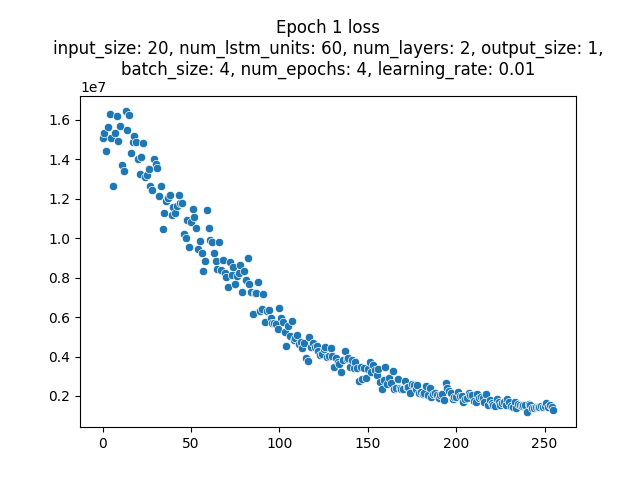 Epoch 1 loss
input_size: 20, num_lstm_units: 60, num_layers: 2, output_size: 1,
batch_size: 4, num_epochs: 4, learning_rate: 0.01
1e7
1.6
1.4
1.2
1.0
0.8
0.6
0.4
0.2
0 50 100 150 200 250